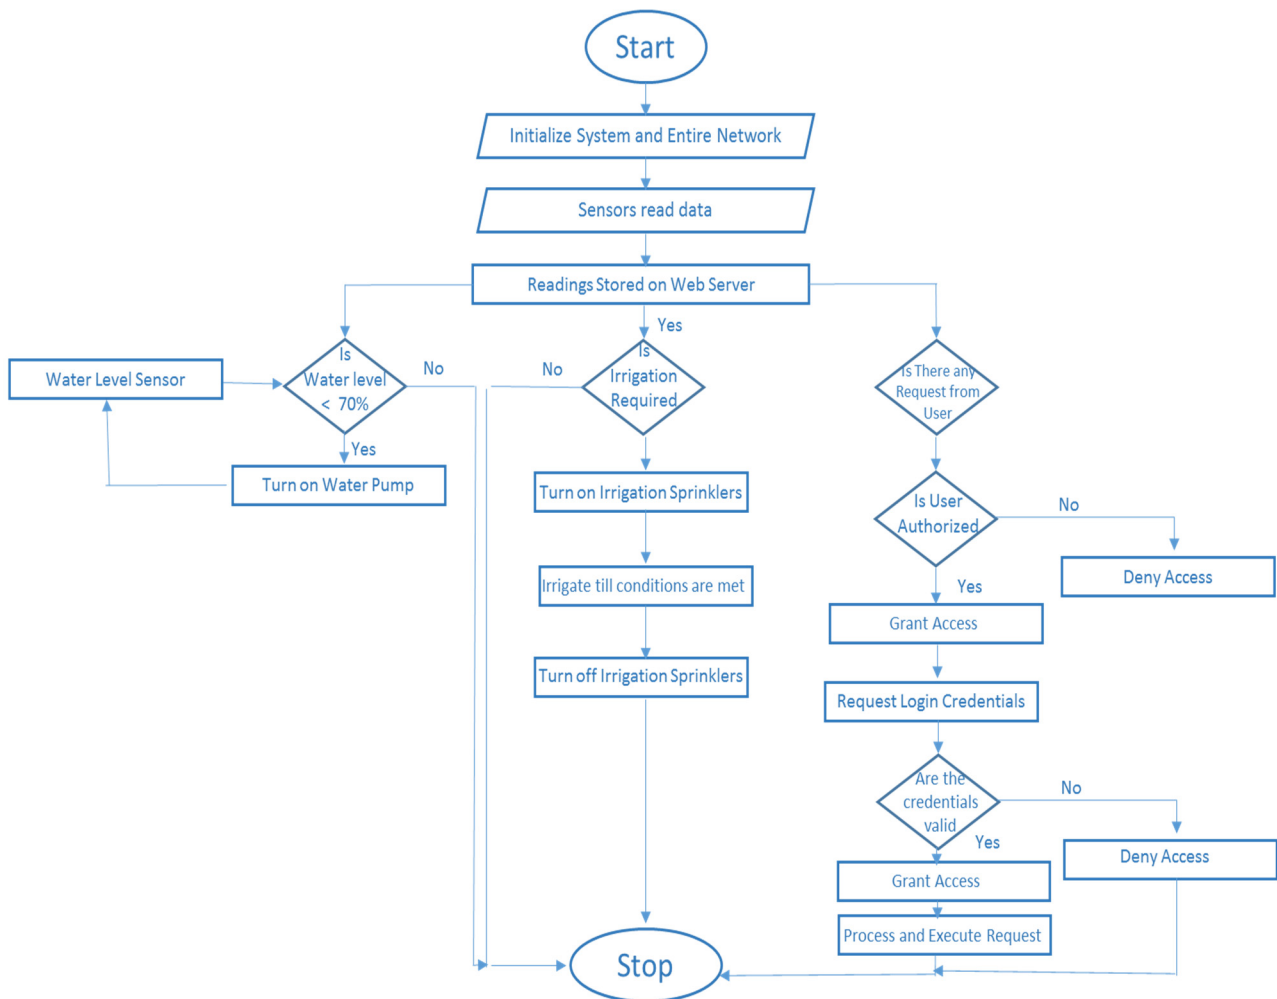 Start
Initialize System and Entire Network
Sensors read data
Readings Stored on Web Server
Yes
Is
Water level
< 70%
No
No
Is
Irrigation
Required
Is There any
Request from
User
Water Level Sensor
Yes
Turn on Water Pump
Turn on Irrigation Sprinklers
Is User
Authorized
No
Deny Access
Irrigate till conditions are met
Yes
Grant Access
Turn off Irrigation Sprinklers
Request Login Credentials
Are the
credentials
valid
No
Yes
Deny Access
Grant Access
Process and Execute Request
Stop